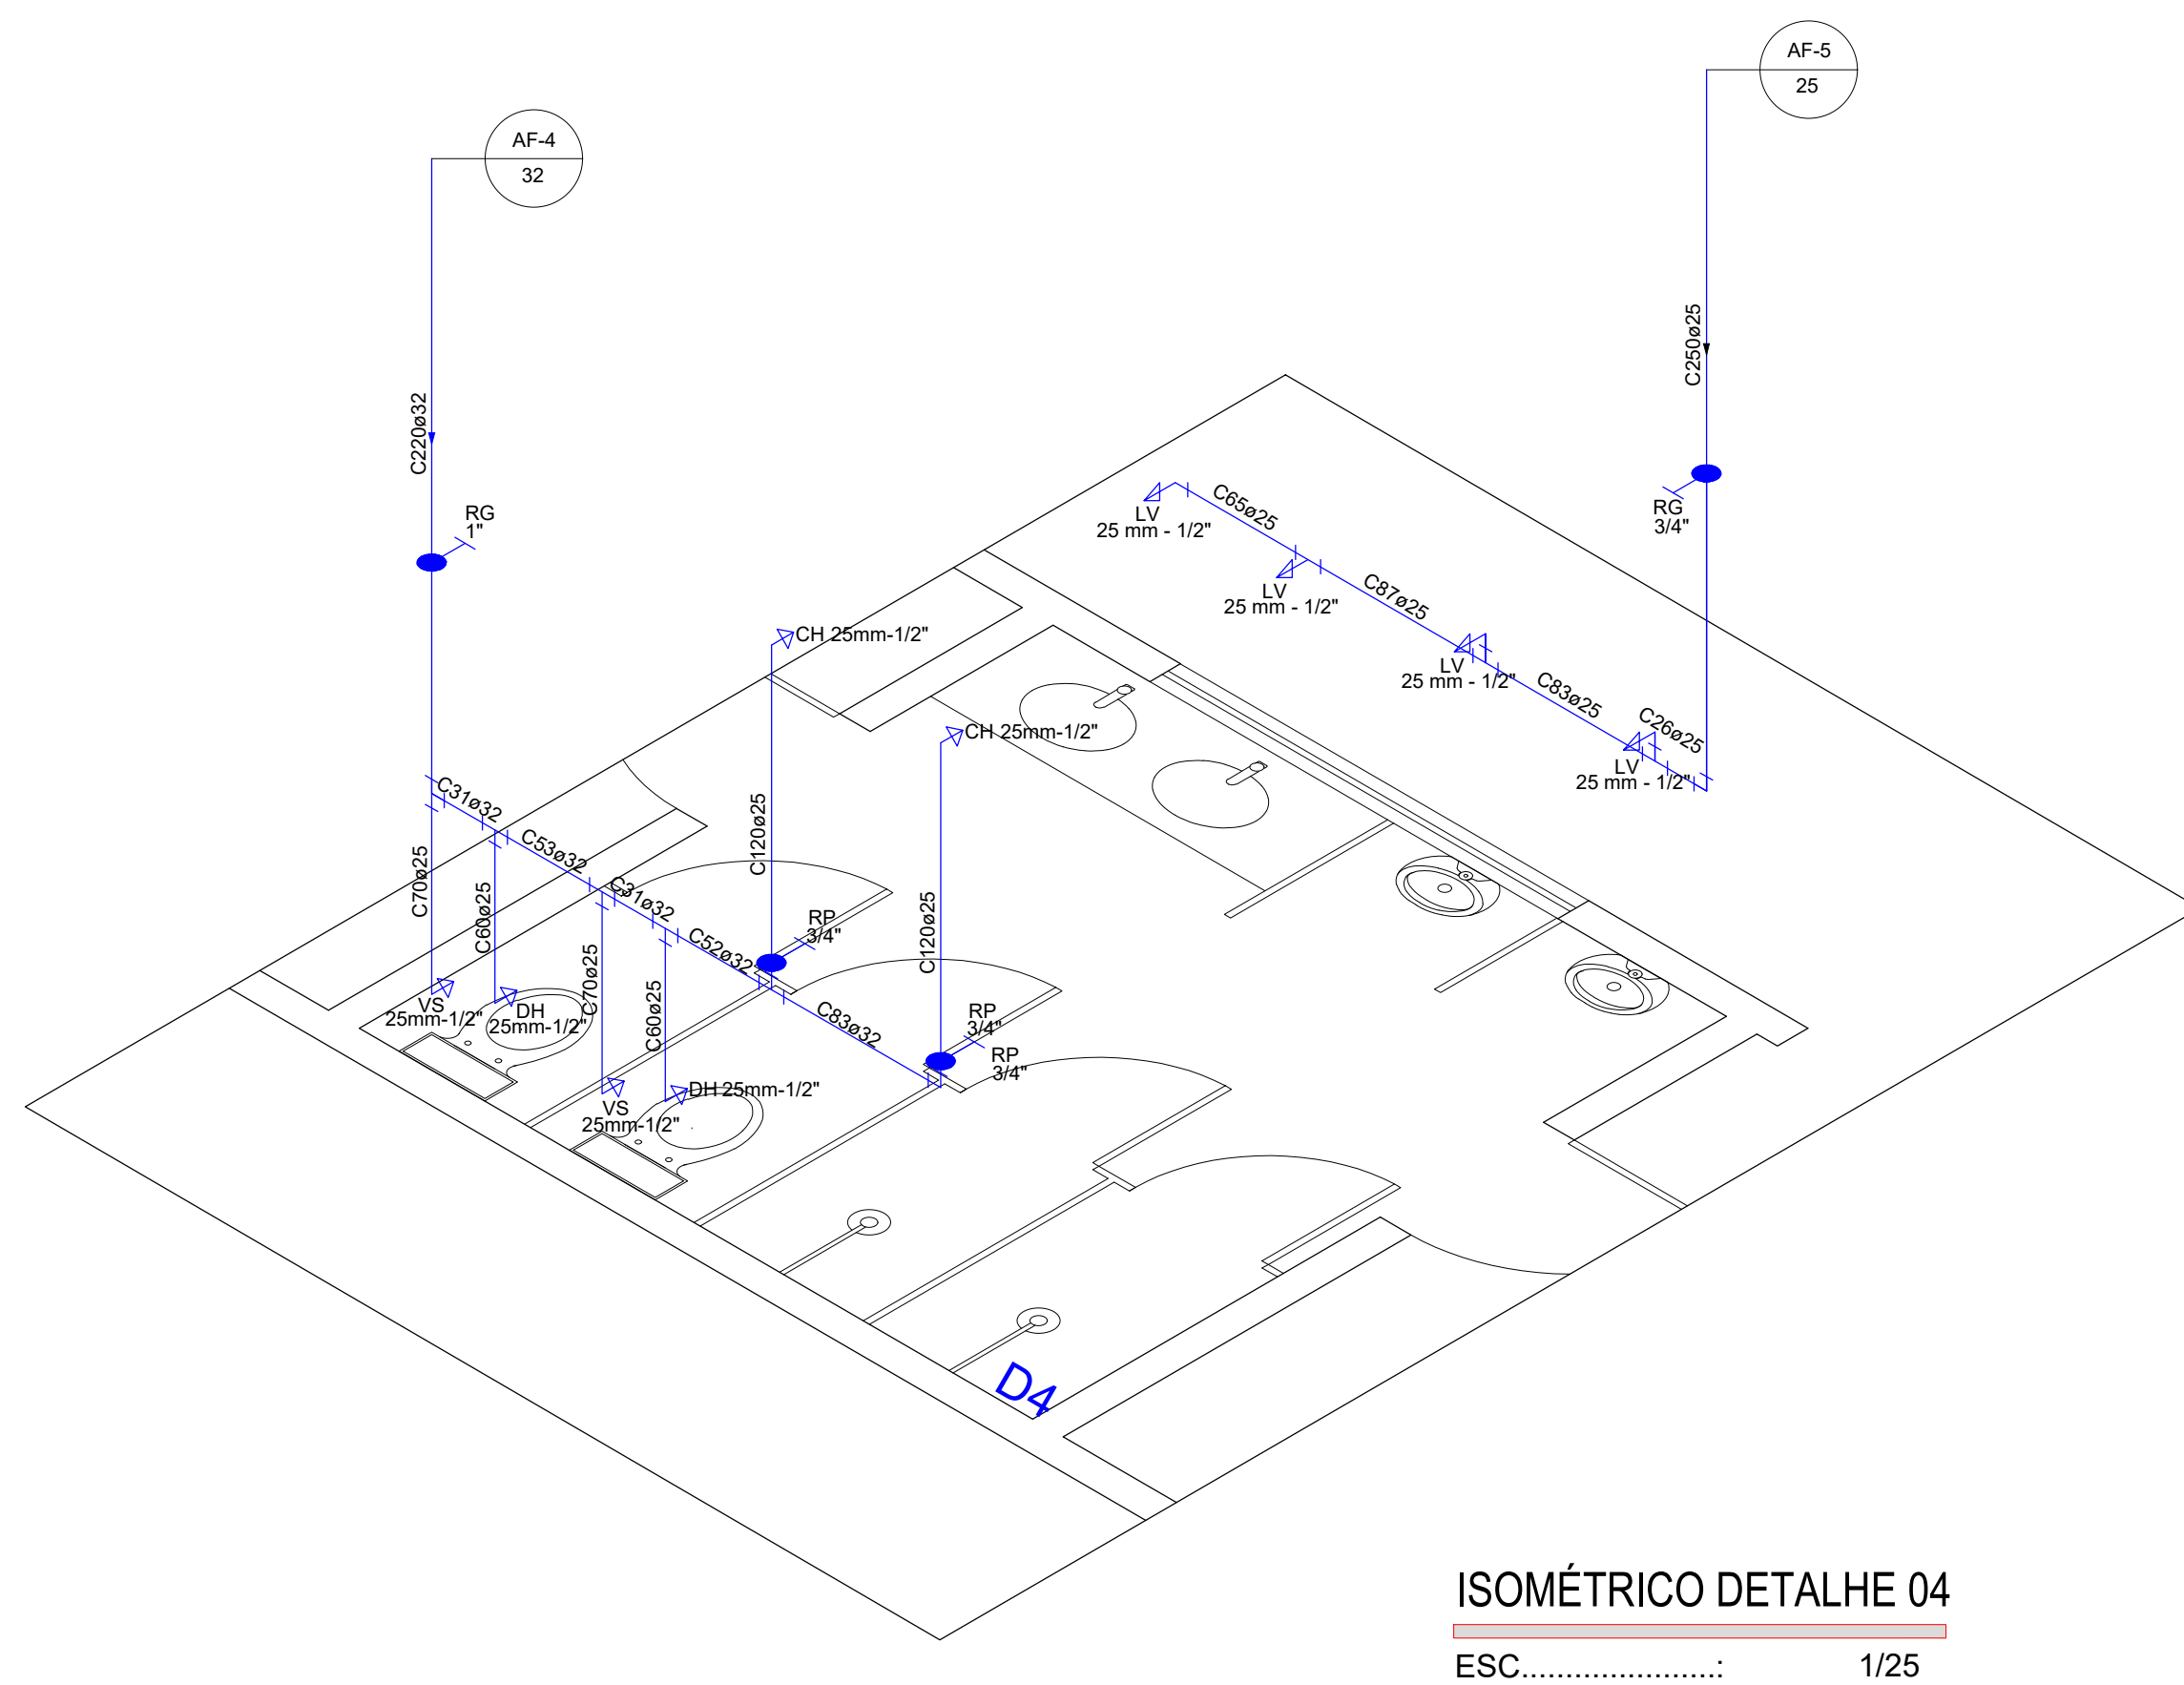 AF-5
25
AF-4
32
C250ø25
C220ø32
RG
1"
RG
3/4"
C65ø25
LV
25 mm - 1/2"
C87ø25
LV
25 mm - 1/2"
CH 25mm-1/2"
LV
25 mm - 1/2"
C83ø25
C26ø25
CH 25mm-1/2"
LV
25 mm - 1/2"
C31ø32
C53ø32
C120ø25
C70ø25
C60ø25
C31ø32
C120ø25
RP
3/4"
C52ø32
C70ø25
C60ø25
C83ø32
VS
25mm-1/2"
DH
25mm-1/2"
RP
3/4"
RP
3/4"
DH 25mm-1/2"
VS
25mm-1/2"
D4
ISOMÉTRICO DETALHE 04
ESC......................: 1/25